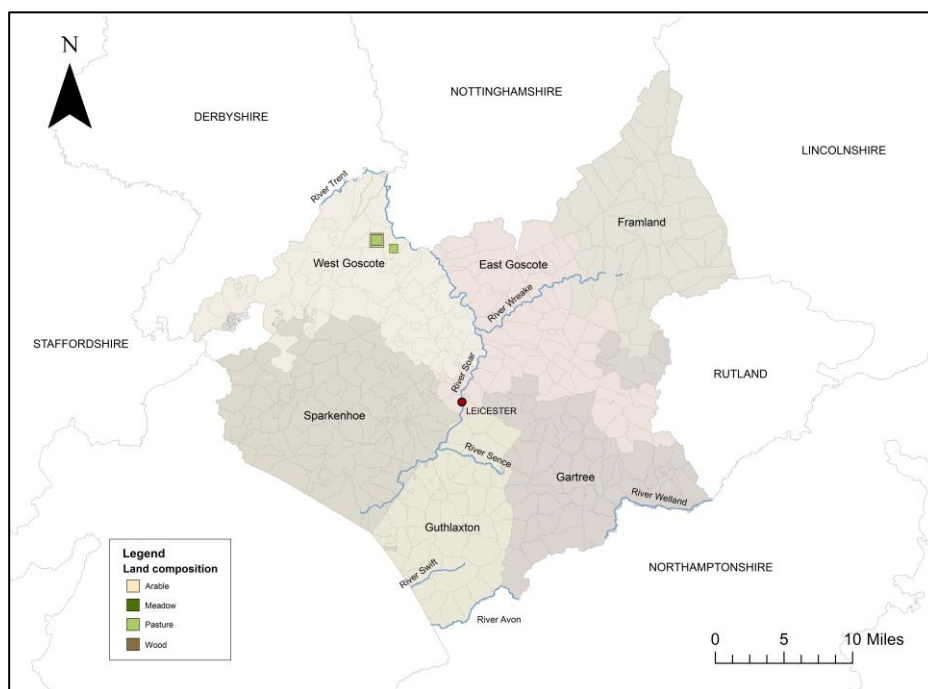 N
NOTTINGHAMSHIRE
DERBYSHIRE
LINCOLNSHIRE
River Trent
Framland
West Goscote
East Goscote
River Wreake
STAFFORDSHIRE
River Soar
RUTLAND
Sparkenhoe
LEICESTER
River Sence
Gartree
River Welland
Guthlaxton
Legend
Land composition
Arable
Meadow
Pasture
Wood
River Swift
NORTHAMPTONSHIRE
River Avon
0 5 10 Miles